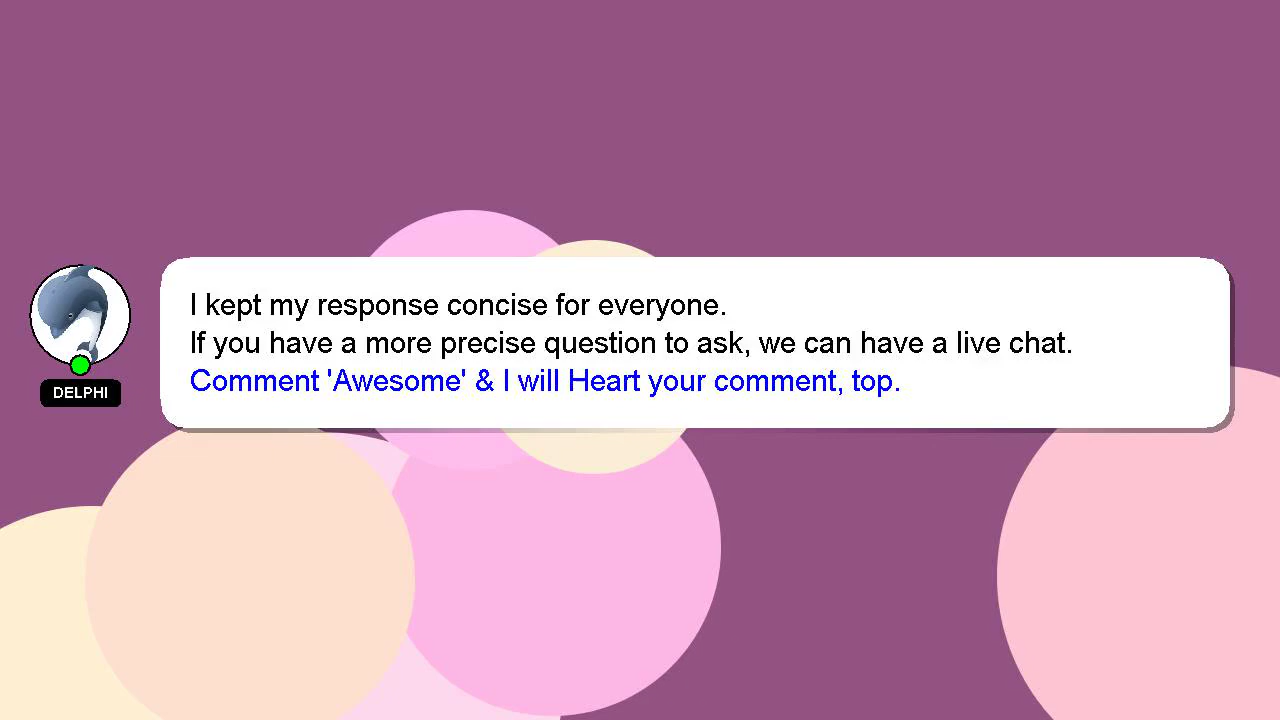 I kept my response concise for everyone.
If you have a more precise question to ask, we can have a live chat.
Comment 'Awesome' & I will Heart your comment, top.
DELPHI